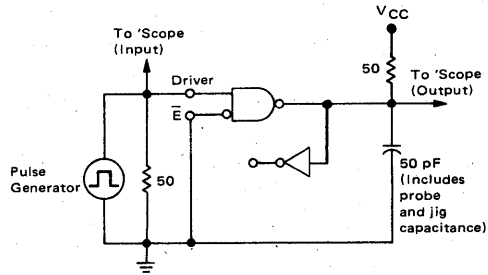 To 'Scope
(Input)
VCC
50
To 'Scope
(Output)
Driver
E
Pulse
Generator
50
50 pF
(Includes
probe
and jig
capacitance)